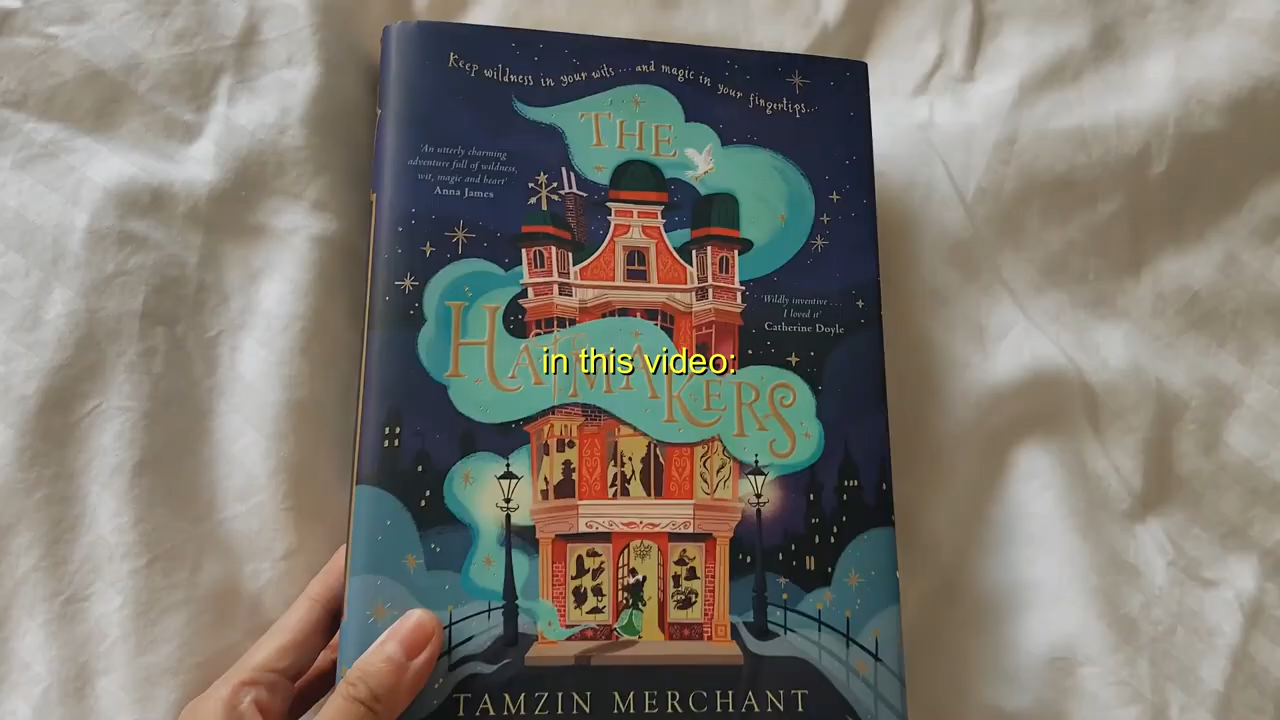 Keep wildness in your wits... and magic in your fingertips...
THE
'An utterly charming
adventure full of wildness,
wit, magic and heart'
Anna James
'Wildly inventive...
I loved it'
Catherine Doyle
HATMAKERS
in this video:
TAMZIN MERCHANT